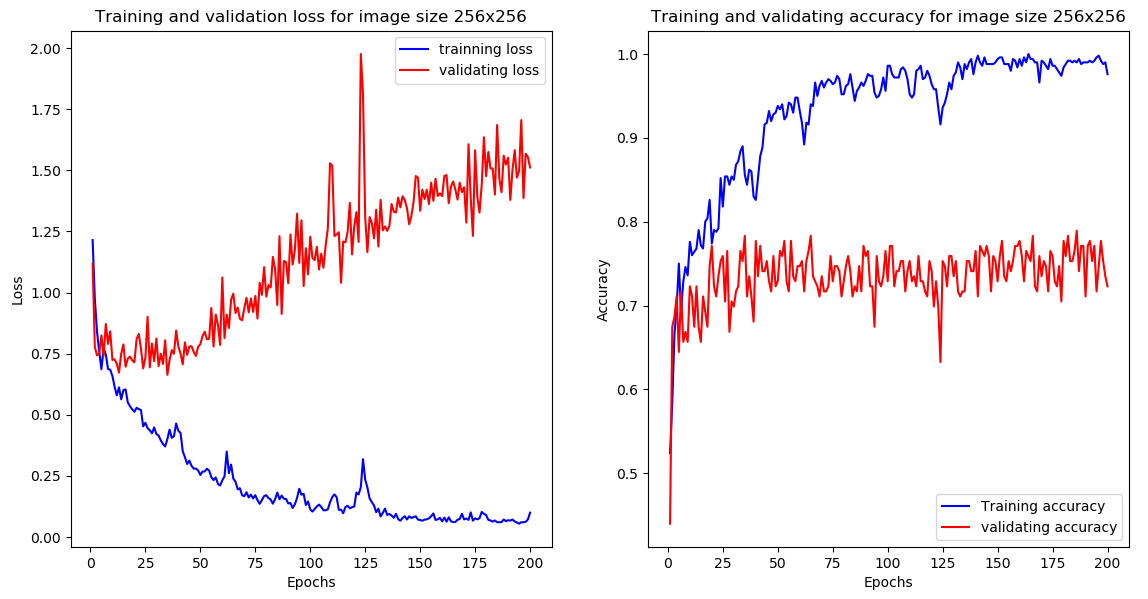 Training and validation loss for image size 256x256
trainning loss
validating loss
2.00
1.75
1.50
1.25
1.00
0.75
0.50
0.25
0.00
Loss
0 25 50 75 100 125 150 175 200
Epochs
Training and validating accuracy for image size 256x256
1.0
0.9
0.8
0.7
0.6
0.5
Accuracy
Training accuracy
validating accuracy
0 25 50 75 100 125 150 175 200
Epochs